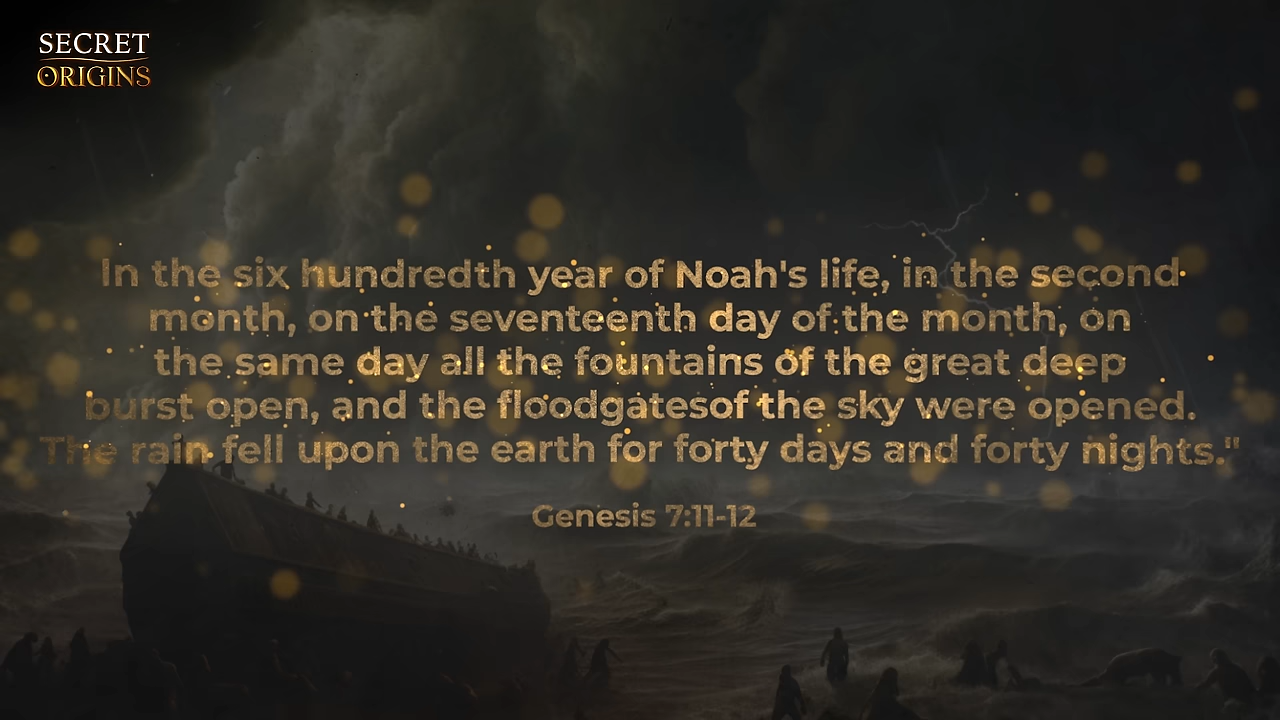 SECRET
ORIGINS
In the six hundredth year of Noah's life, in the second
month, on the seventeenth day of the month, on
the same day all the fountains of the great deep
burst open, and the floodgatesof the sky were opened.
The rain fell upon the earth for forty days and forty nights."
Genesis 7:11-12